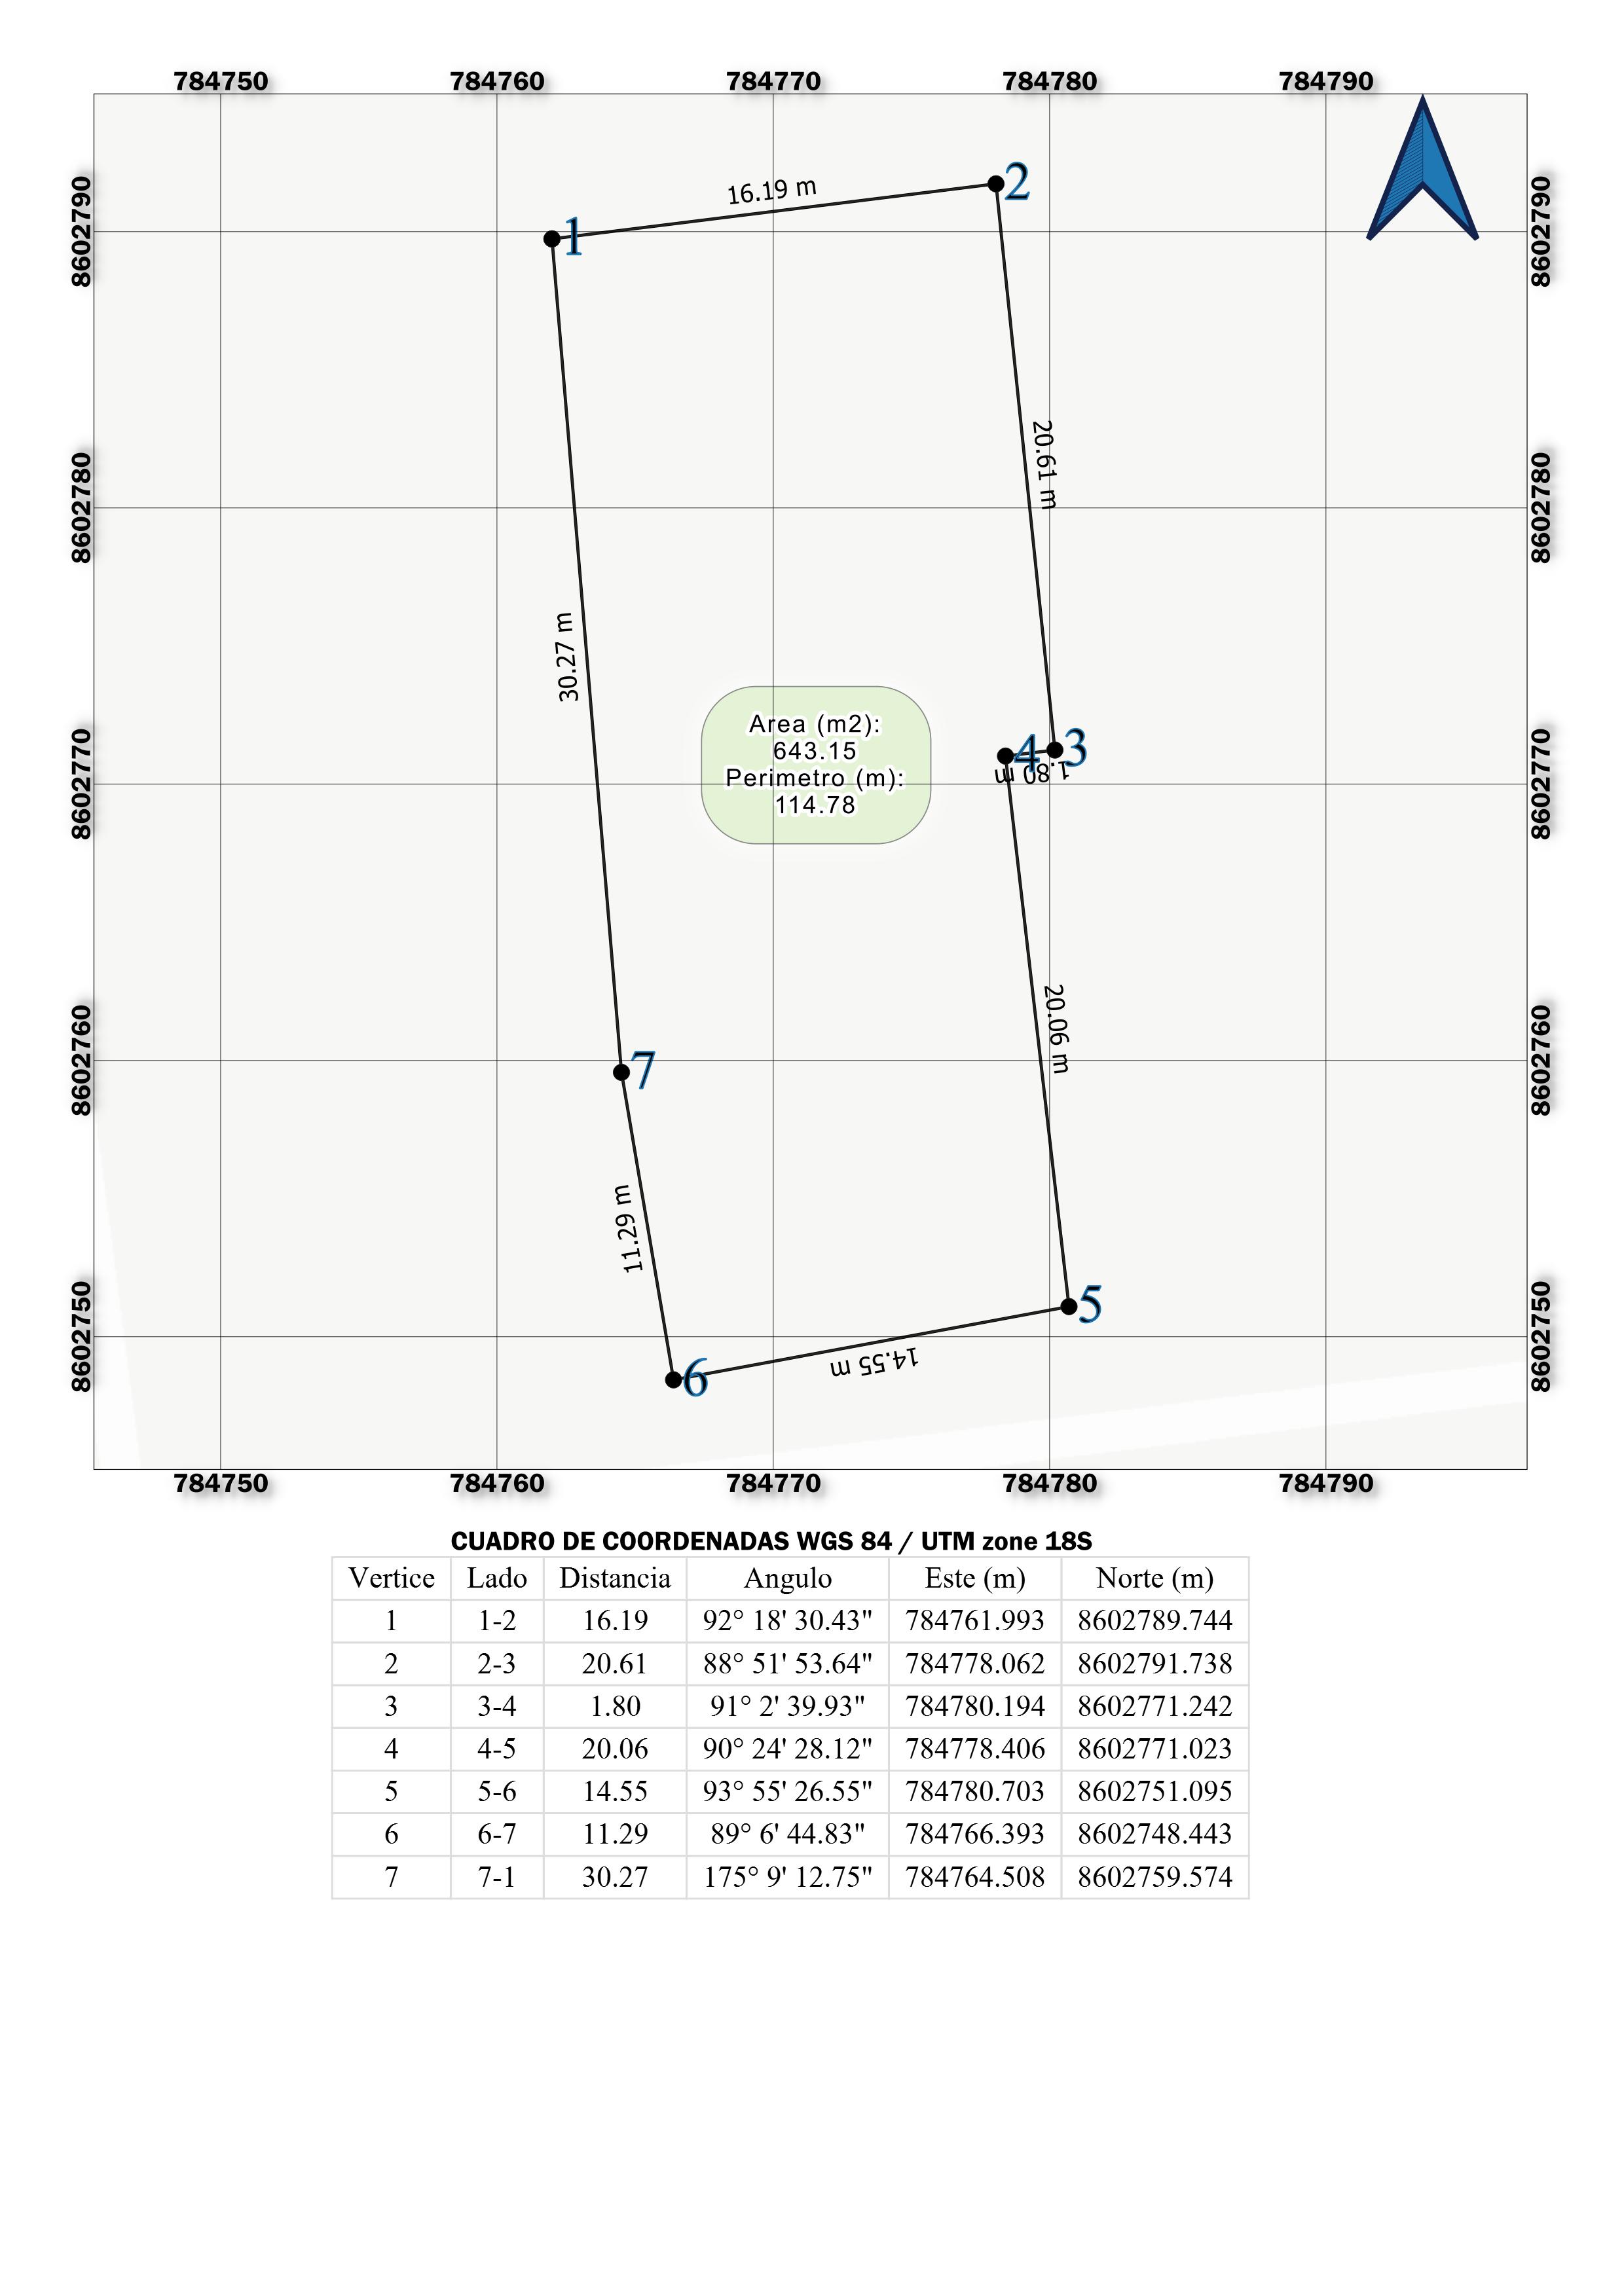 784750 784760 784770 784780 784790
8602790 8602790
8602780 8602780
8602770 8602770
8602760 8602760
8602750 8602750
1
16.19 m
2
20.61 m
30.27 m
Area (m2):
643.15
Perimetro (m):
114.78
4
3
1.80 m
20.06 m
7
11.29 m
5
14.55 m
6
784750 784760 784770 784780 784790
CUADRO DE COORDENADAS WGS 84 / UTM zone 18S
Vertice Lado Distancia Angulo Este (m) Norte (m)
1 1-2 16.19 92° 18' 30.43" 784761.993 8602789.744
2 2-3 20.61 88° 51' 53.64" 784778.062 8602791.738
3 3-4 1.80 91° 2' 39.93" 784780.194 8602771.242
4 4-5 20.06 90° 24' 28.12" 784778.406 8602771.023
5 5-6 14.55 93° 55' 26.55" 784780.703 8602751.095
6 6-7 11.29 89° 6' 44.83" 784766.393 8602748.443
7 7-1 30.27 175° 9' 12.75" 784764.508 8602759.574